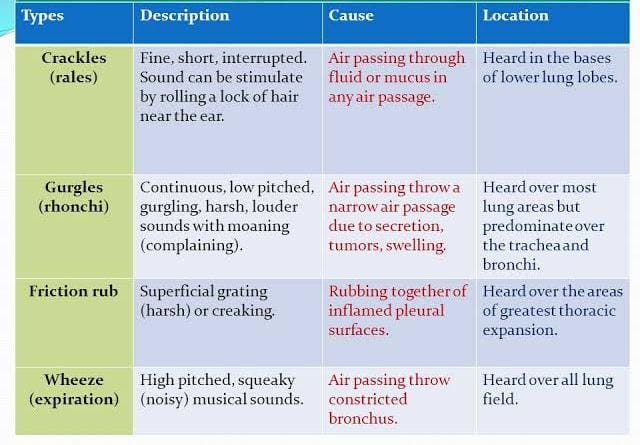 Types Description Cause Location
Crackles
(rales)
Fine, short, interrupted.
Sound can be stimulate
by rolling a lock of hair
near the ear.
Air passing through
fluid or mucus in
any air passage.
Heard in the bases
of lower lung lobes.
Gurgles
(rhonchi)
Continuous, low pitched,
gurgling, harsh, louder
sounds with moaning
(complaining).
Air passing throw a
narrow air passage
due to secretion,
tumors, swelling.
Heard over most
lung areas but
predominate over
the trachea and
bronchi.
Friction rub
Superficial grating
(harsh) or creaking.
Rubbing together of
inflamed pleural
surfaces.
Heard over the areas
of greatest thoracic
expansion.
Wheeze
(expiration)
High pitched, squeaky
(noisy) musical sounds.
Air passing throw
constricted
bronchus.
Heard over all lung
field.